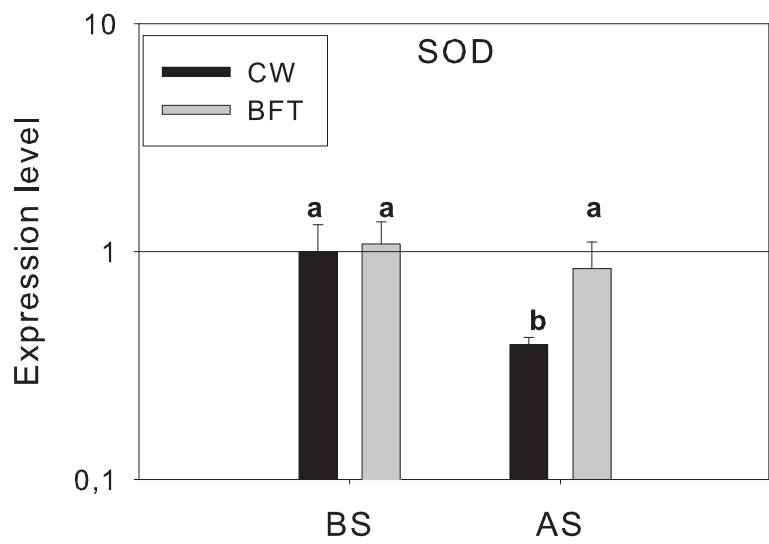 10
SOD
CW
BFT
Expression level
a a a
1
b
0,1
BS AS